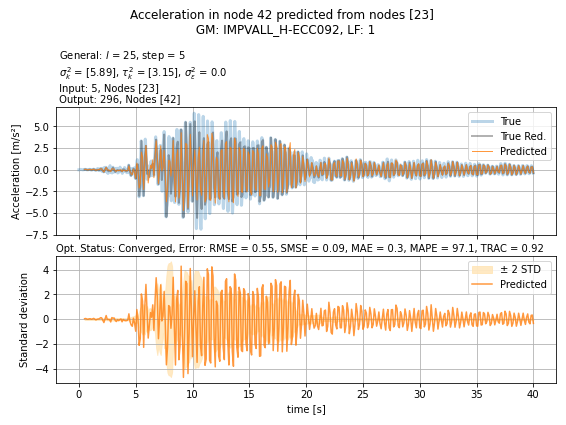 Acceleration in node 42 predicted from nodes [23]
GM: IMPVALL_H-ECC092, LF: 1
General: l = 25, step = 5
σ²ₖ = [5.89], τ²ₖ = [3.15], σ²ε = 0.0
Input: 5, Nodes [23]
Output: 296, Nodes [42]
Acceleration [m/s²]
5.0
2.5
0.0
−2.5
−5.0
−7.5
True
True Red.
Predicted
Opt. Status: Converged, Error: RMSE = 0.55, SMSE = 0.09, MAE = 0.3, MAPE = 97.1, TRAC = 0.92
Standard deviation
4
2
0
−2
−4
± 2 STD
Predicted
0 5 10 15 20 25 30 35 40
time [s]